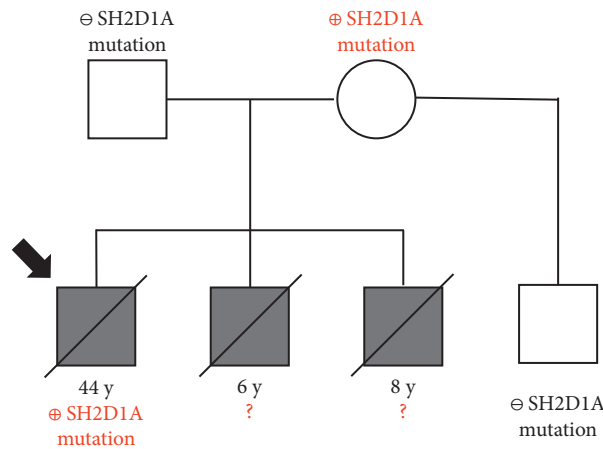 ⊖ SH2D1A
mutation
⊕ SH2D1A
mutation
44 y
⊕ SH2D1A
mutation
6 y
?
8 y
?
⊖ SH2D1A
mutation